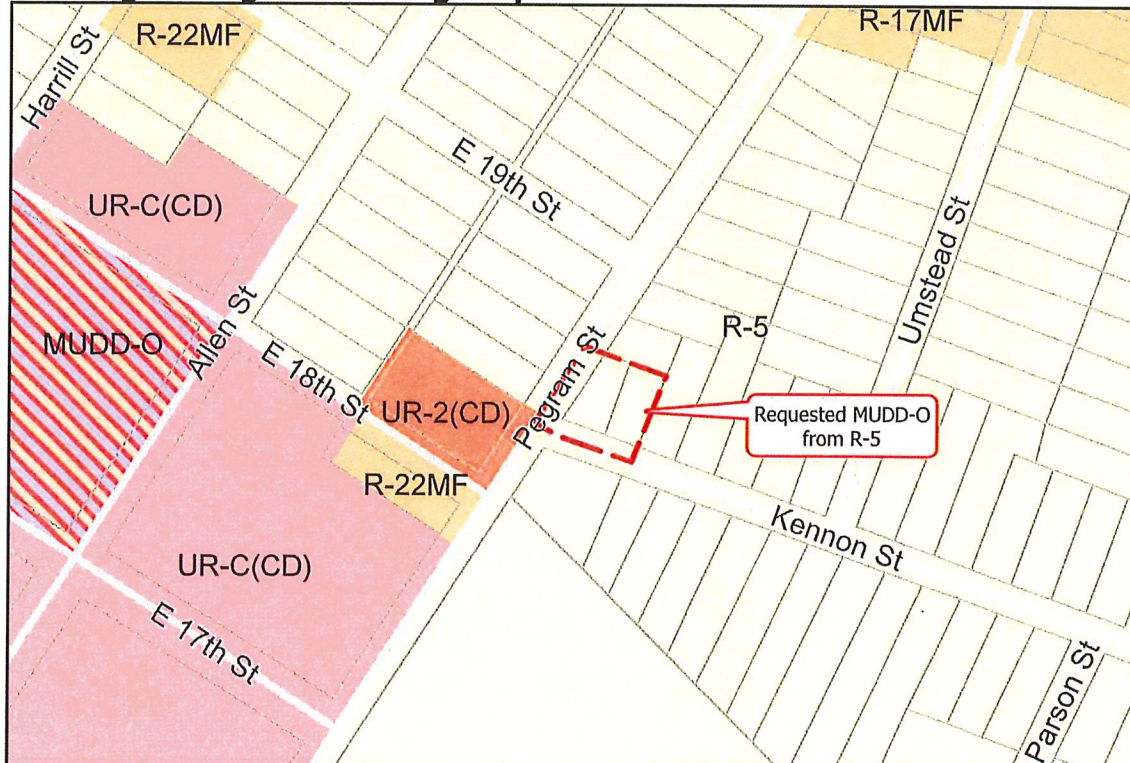 R-22MF
R-17MF
Harrill St
E 19th St
UR-C(CD)
Umstead St
MUDD-O
Allen St
R-5
E 18th St
Pegram St
UR-2(CD)
Requested MUDD-O
from R-5
R-22MF
Kennon St
UR-C(CD)
E 17th St
Parson St